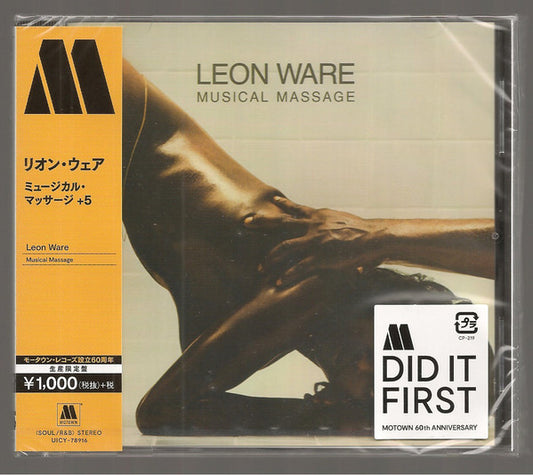 M
リオン・ウェア
ミュージカル・
マッサージ +5
Leon Ware
Musical Massage
モータウン・レコーズ設立60周年
生産限定盤
¥1,000(税抜)+税
M
MOTOWN
(SOUL/R&B) STEREO
UICY-78916
LEON WARE
MUSICAL MASSAGE
M
プラ
CP-219
DID IT
FIRST
MOTOWN 60th ANNIVERSARY